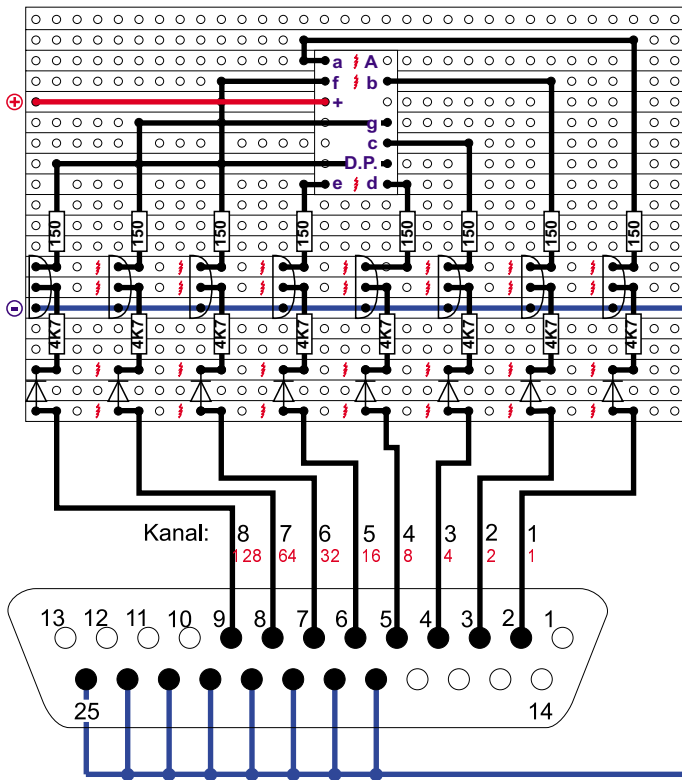 a A
f b
+
+
g
c
D.P.
e d
150 150 150 150 150 150 150 150
-
4K7 4K7 4K7 4K7 4K7 4K7 4K7 4K7
Kanal: 8 7 6 5 4 3 2 1
128 64 32 16 8 4 2 1
13 12 11 10 9 8 7 6 5 4 3 2 1
25 14